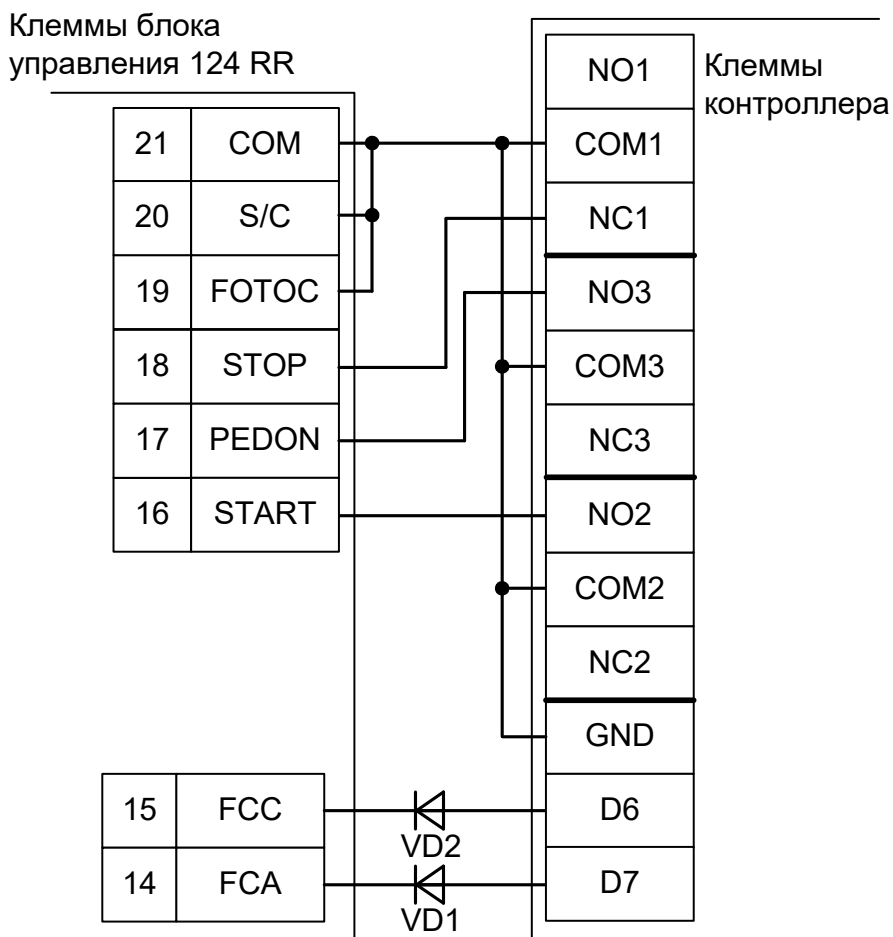 Клеммы блока
управления 124 RR
Клеммы
контроллера
21 COM
20 S/C
19 FOTOC
18 STOP
17 PEDON
16 START
15 FCC
14 FCA
VD2
VD1
NO1
COM1
NC1
NO3
COM3
NC3
NO2
COM2
NC2
GND
D6
D7